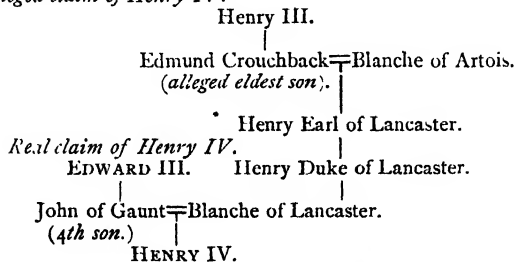 claim of Henry IV.
Henry III.
Edmund Crouchback=Blanche of Artois.
(alleged eldest son).
Henry Earl of Lancaster.
Real claim of Henry IV.
EDWARD III. Henry Duke of Lancaster.
John of Gaunt=Blanche of Lancaster.
(4th son.)
HENRY IV.